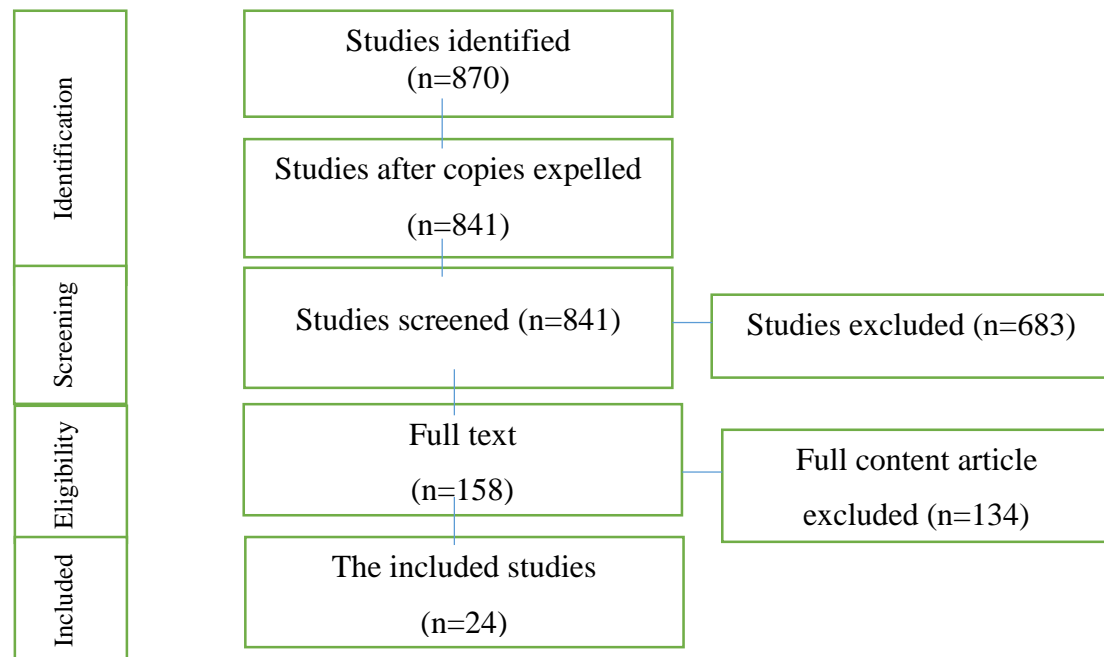 Identification
Studies identified
(n=870)
Studies after copies expelled
(n=841)
Screening
Studies screened (n=841)
Studies excluded (n=683)
Eligibility
Full text
(n=158)
Full content article
excluded (n=134)
Included
The included studies
(n=24)